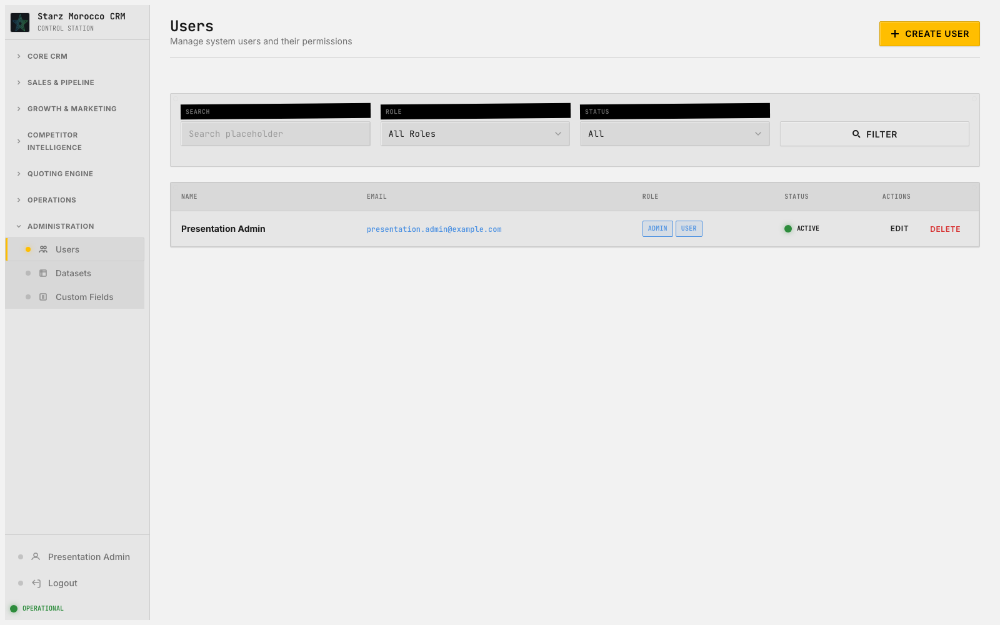 Starz Morocco CRM
CONTROL STATION
CORE CRM
SALES & PIPELINE
GROWTH & MARKETING
COMPETITOR
INTELLIGENCE
QUOTING ENGINE
OPERATIONS
ADMINISTRATION
Users
Datasets
Custom Fields
Presentation Admin
Logout
OPERATIONAL
Users
Manage system users and their permissions
CREATE USER
SEARCH ROLE STATUS
Search placeholder All Roles All FILTER
NAME EMAIL ROLE STATUS ACTIONS
Presentation Admin presentation.admin@example.com ADMIN USER ACTIVE EDIT DELETE